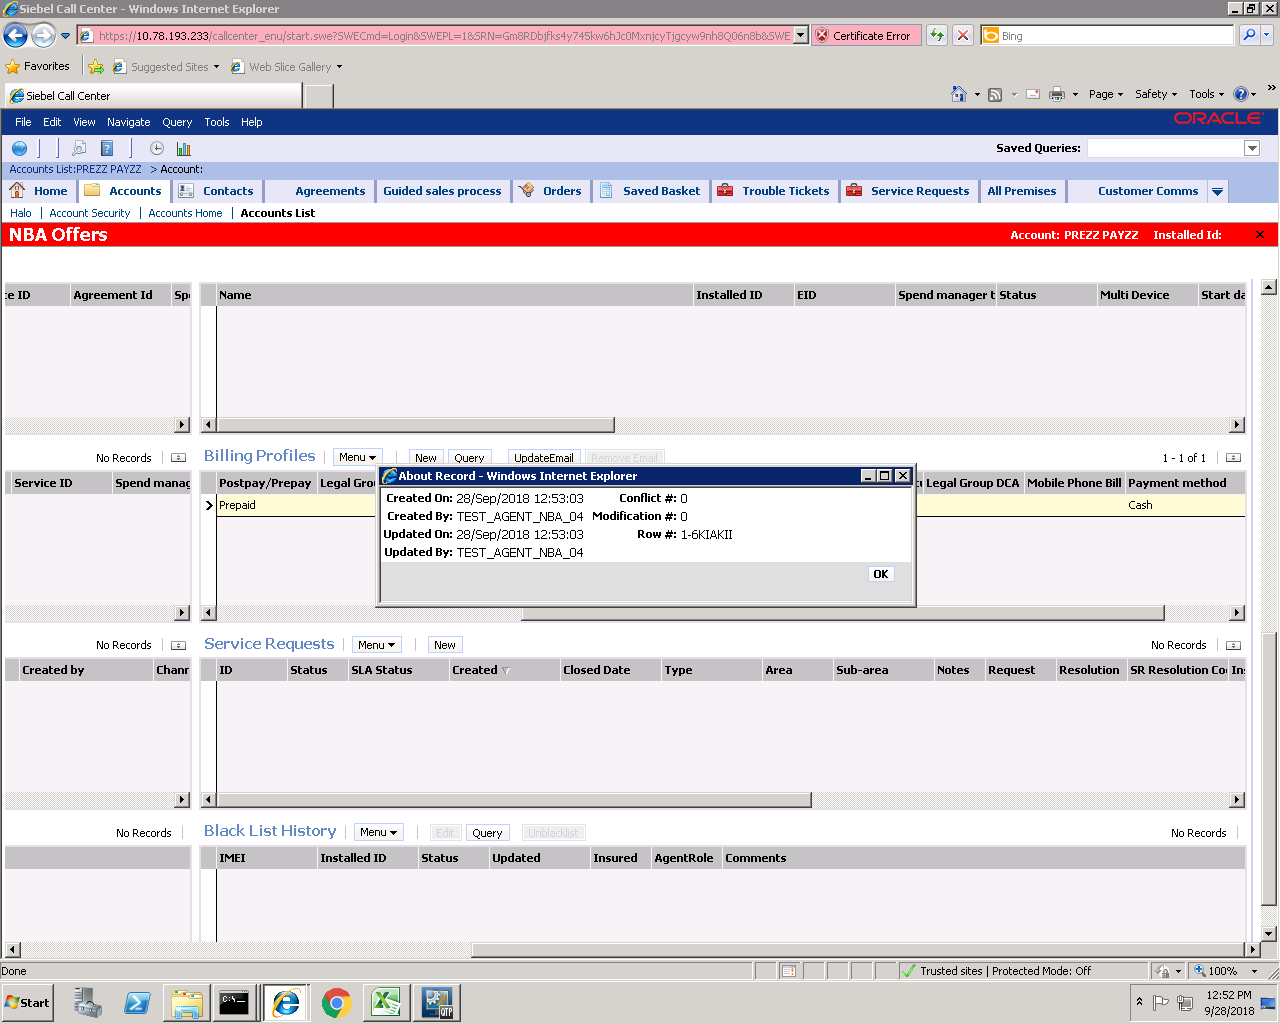 Siebel Call Center - Windows Internet Explorer
https://10.78.193.233/callcenter_enu/start.swe?SWECmd=Login&SWEPL=1&SRN=Gm8RDbjfks4y745kw6hJc0MxnjcyTjgcyw9nh8Q06n8b&SWE
Certificate Error
Bing
Favorites
Suggested Sites
Web Slice Gallery
Siebel Call Center
Page
Safety
Tools
File Edit View Navigate Query Tools Help
ORACLE
Saved Queries:
Accounts List:PREZZ PAYZZ > Account:
Home
Accounts
Contacts
Agreements
Guided sales process
Orders
Saved Basket
Trouble Tickets
Service Requests
All Premises
Customer Comms
Halo | Account Security | Accounts Home | Accounts List
NBA Offers
Account: PREZZ PAYZZ Installed Id:
:e ID Agreement Id Spe
Name Installed ID EID Spend manager t Status Multi Device Start da
No Records
Billing Profiles
Menu
New
Query
UpdateEmail
Remove Email
1 - 1 of 1
Service ID Spend manag
Postpay/Prepay Legal Grou
Legal Group DCA Mobile Phone Bill Payment method
Prepaid
Cash
About Record - Windows Internet Explorer
Created On: 28/Sep/2018 12:53:03 Conflict #: 0
Created By: TEST_AGENT_NBA_04 Modification #: 0
Updated On: 28/Sep/2018 12:53:03 Row #: 1-6KIAKII
Updated By: TEST_AGENT_NBA_04
OK
No Records
Service Requests
Menu
New
No Records
Created by Chann
ID Status SLA Status Created Closed Date Type Area Sub-area Notes Request Resolution SR Resolution Co Ins
No Records
Black List History
Menu
Edit
Query
Unblacklist
No Records
IMEI Installed ID Status Updated Insured AgentRole Comments
Done
Trusted sites | Protected Mode: Off
100%
Start
QTP
12:52 PM
9/28/2018